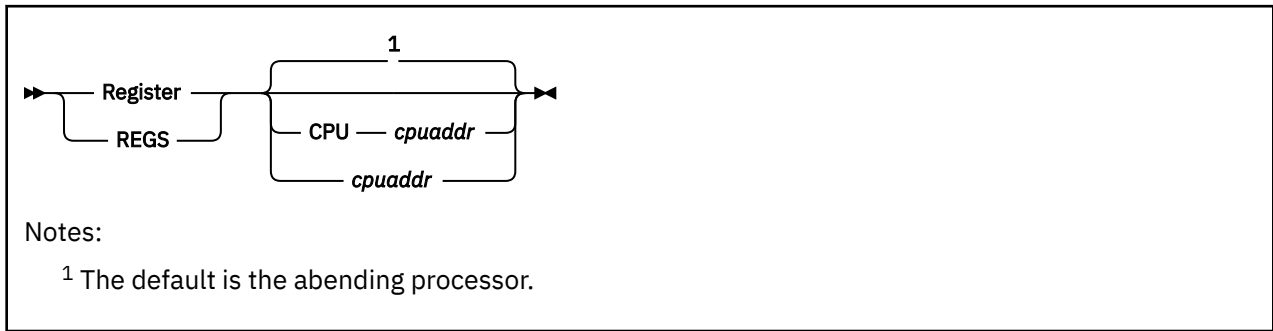 1
Register
REGS CPU cpuaddr
cpuaddr
Notes:
1 The default is the abending processor.